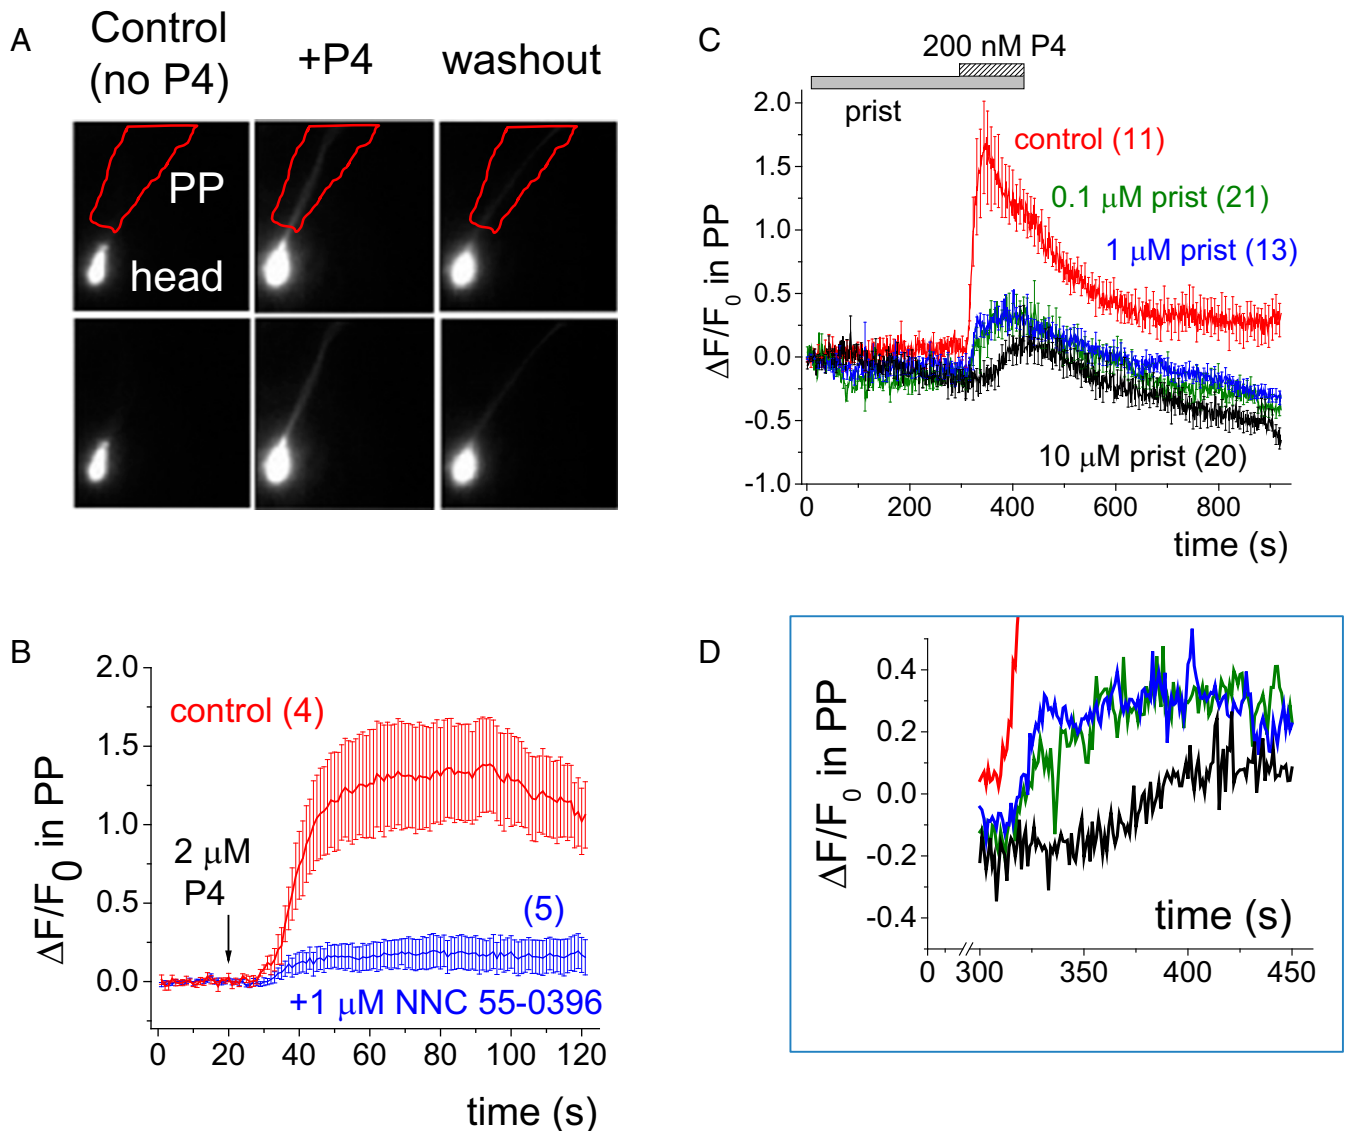 A
Control
(no P4)
+P4
washout
PP
head
B
2.0
1.5
1.0
0.5
0.0
ΔF/F0 in PP
control (4)
2 μM
P4
(5)
+1 μM NNC 55-0396
0 20 40 60 80 100 120
time (s)
C
200 nM P4
prist
2.0
1.5
1.0
0.5
0.0
-0.5
-1.0
ΔF/F0 in PP
control (11)
0.1 μM prist (21)
1 μM prist (13)
10 μM prist (20)
0 200 400 600 800
time (s)
D
0.4
0.2
0.0
-0.2
-0.4
ΔF/F0 in PP
time (s)
0 300 350 400 450